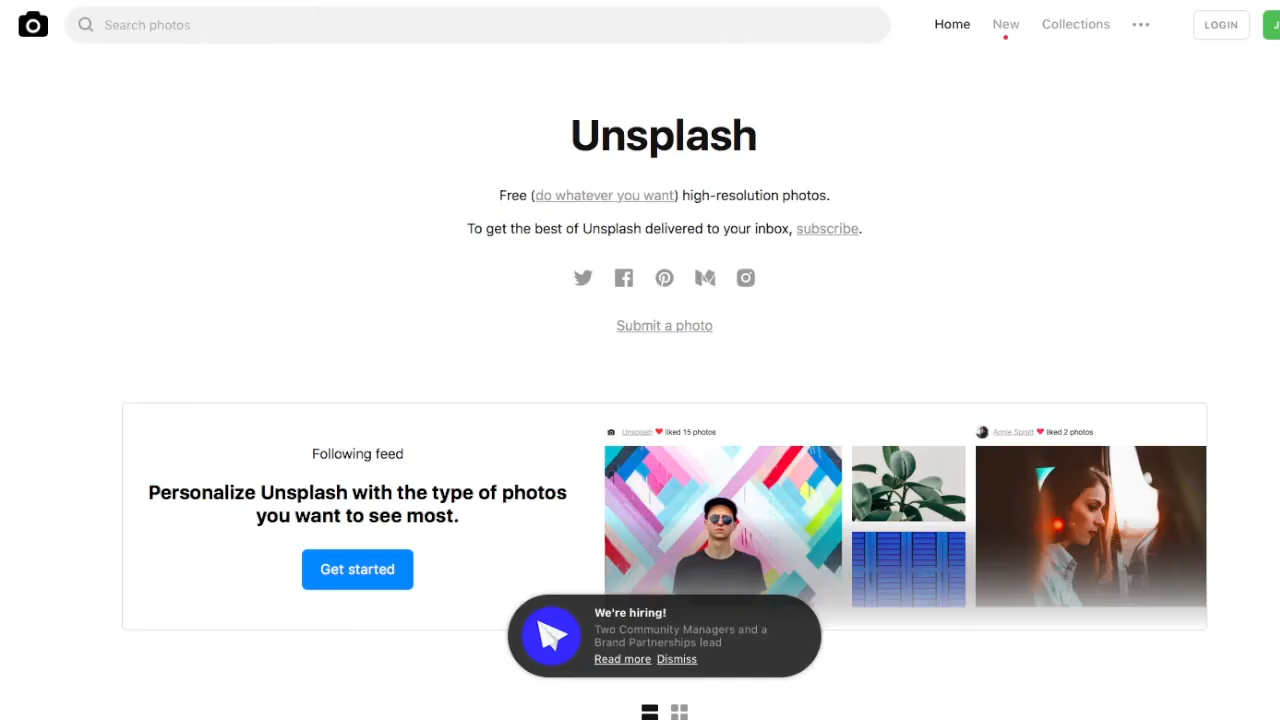 Search photos
Home New Collections LOGIN J
Unsplash
Free (do whatever you want) high-resolution photos.
To get the best of Unsplash delivered to your inbox, subscribe.
Submit a photo
Unsplash liked 15 photos
Annie Spratt liked 2 photos
Following feed
Personalize Unsplash with the type of photos
you want to see most.
Get started
We're hiring!
Two Community Managers and a
Brand Partnerships lead
Read more Dismiss